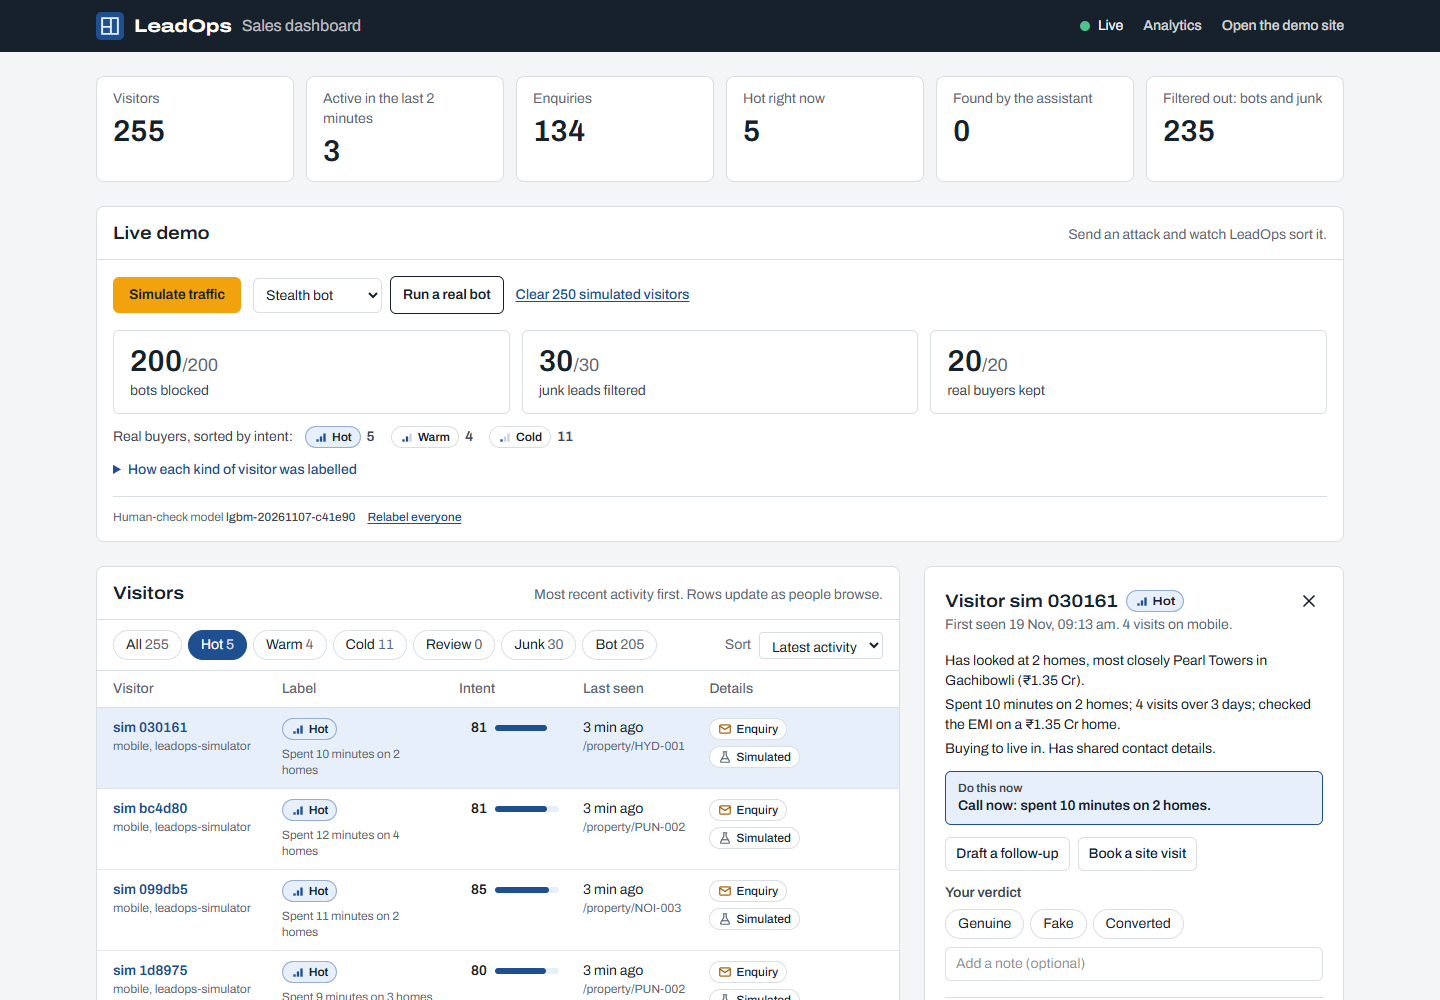 LeadOps Sales dashboard
Live Analytics Open the demo site
Visitors
255
Active in the last 2
minutes
3
Enquiries
134
Hot right now
5
Found by the assistant
0
Filtered out: bots and junk
235
Live demo
Send an attack and watch LeadOps sort it.
Simulate traffic Stealth bot Run a real bot Clear 250 simulated visitors
200/200
bots blocked
30/30
junk leads filtered
20/20
real buyers kept
Real buyers, sorted by intent: Hot 5 Warm 4 Cold 11
How each kind of visitor was labelled
Human-check model lgbm-20261107-c41e90 Relabel everyone
Visitors
Most recent activity first. Rows update as people browse.
All 255 Hot 5 Warm 4 Cold 11 Review 0 Junk 30 Bot 205 Sort Latest activity
Visitor Label Intent Last seen Details
sim 030161 Hot 81 3 min ago Enquiry
mobile, leadops-simulator Spent 10 minutes on 2 /property/HYD-001 Simulated
homes
sim bc4d80 Hot 81 3 min ago Enquiry
mobile, leadops-simulator Spent 12 minutes on 4 /property/PUN-002 Simulated
homes
sim 099db5 Hot 85 3 min ago Enquiry
mobile, leadops-simulator Spent 11 minutes on 2 /property/NOI-003 Simulated
homes
sim 1d8975 Hot 80 3 min ago Enquiry
mobile, leadops-simulator Spent 9 minutes on 3 homes /property/PUN-002 Simulated
Visitor sim 030161 Hot
First seen 19 Nov, 09:13 am. 4 visits on mobile.
Has looked at 2 homes, most closely Pearl Towers in
Gachibowli (₹1.35 Cr).
Spent 10 minutes on 2 homes; 4 visits over 3 days; checked
the EMI on a ₹1.35 Cr home.
Buying to live in. Has shared contact details.
Do this now
Call now: spent 10 minutes on 2 homes.
Draft a follow-up Book a site visit
Your verdict
Genuine Fake Converted
Add a note (optional)